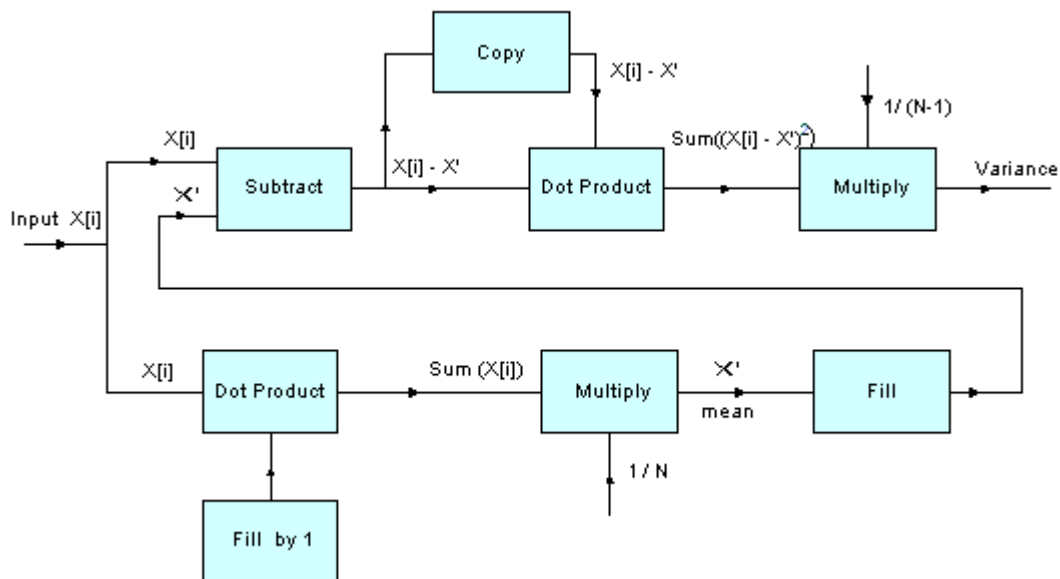 Copy
X[i] - X'
1/ (N-1)
X[i]
Sum((X[i] - X')2)
Subtract
X[i] - X'
Dot Product
Multiply
Variance
X'
Input X[i]
X[i]
Dot Product
Sum (X[i])
Multiply
X'
mean
Fill
1 / N
Fill by 1